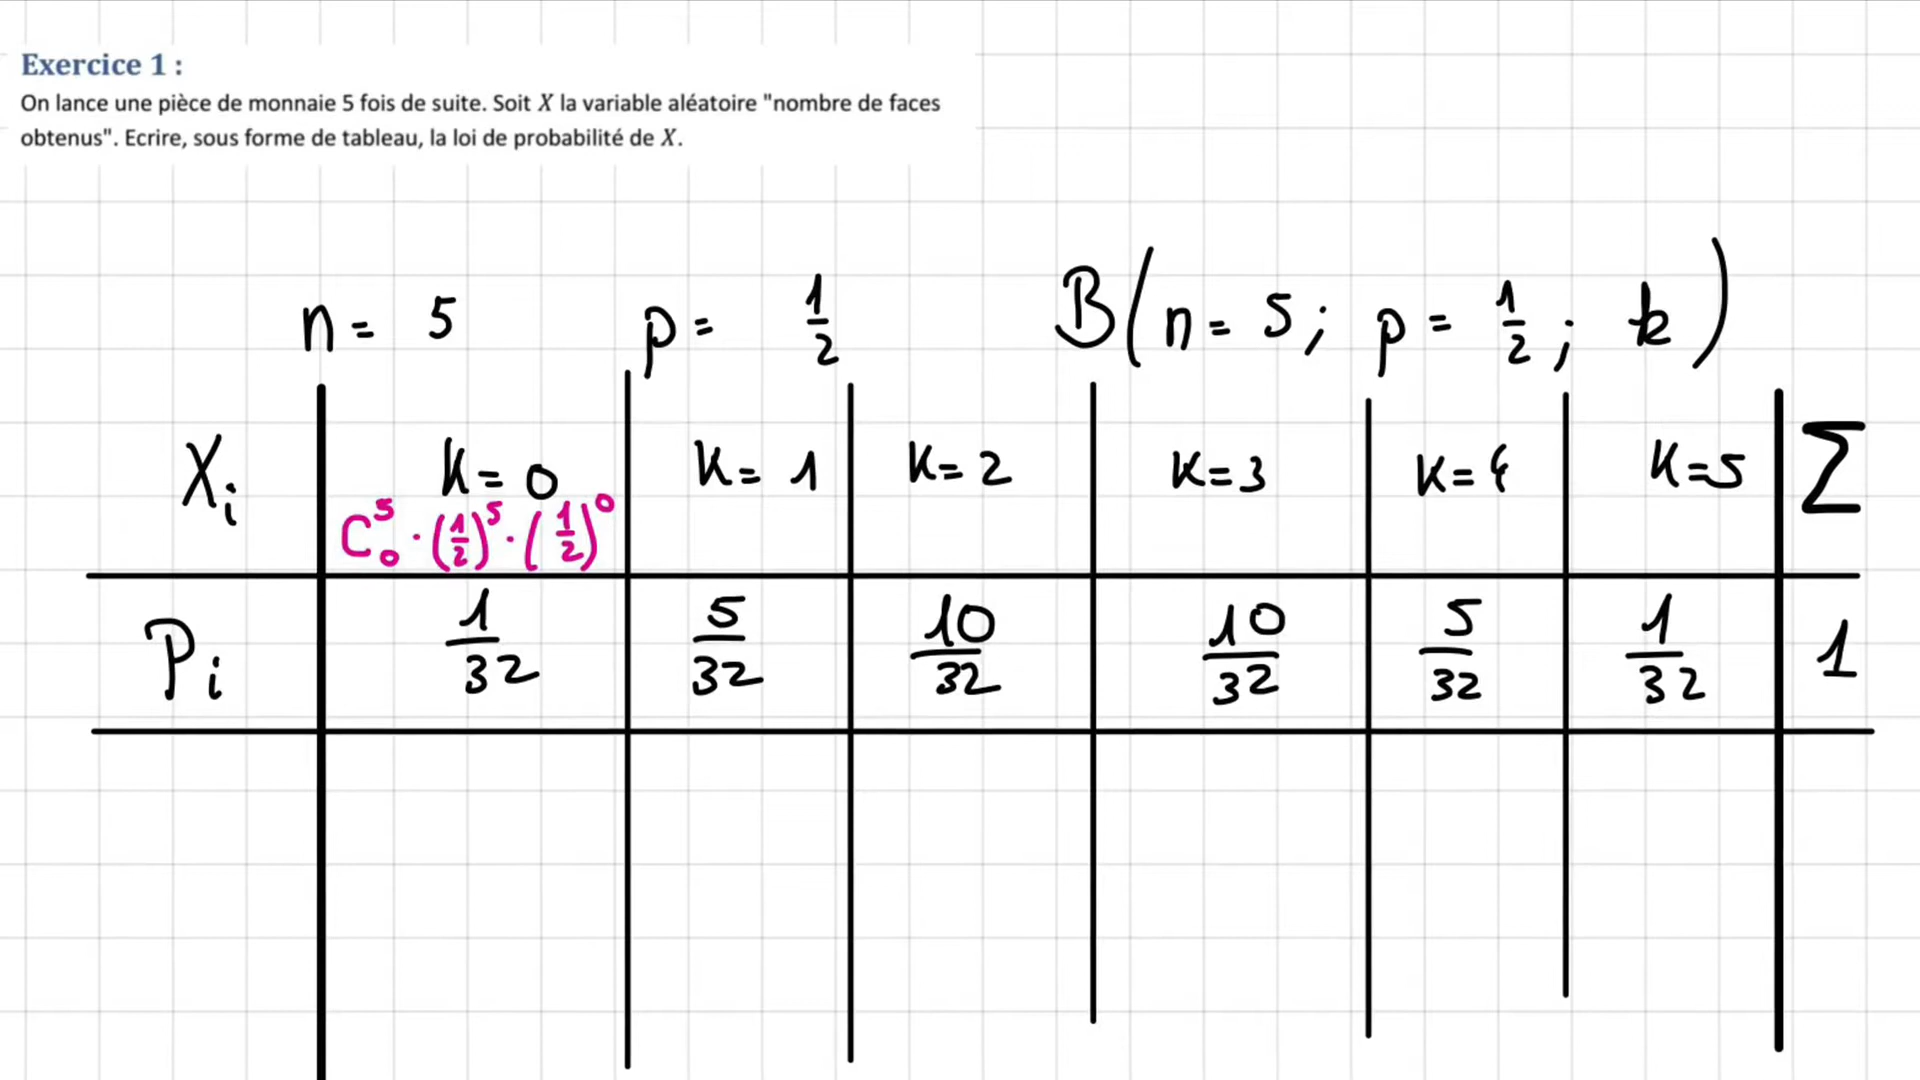 Exercice 1 :
On lance une pièce de monnaie 5 fois de suite. Soit X la variable aléatoire "nombre de faces
obtenus". Ecrire, sous forme de tableau, la loi de probabilité de X.
n = 5 p = 1/2 B(n = 5; p = 1/2; k)
Xi K = 0 K = 1 K = 2 K = 3 K = 4 K = 5 Σ
C⁵₀ · (1/2)⁵ · (1/2)⁰
Pi 1/32 5/32 10/32 10/32 5/32 1/32 1